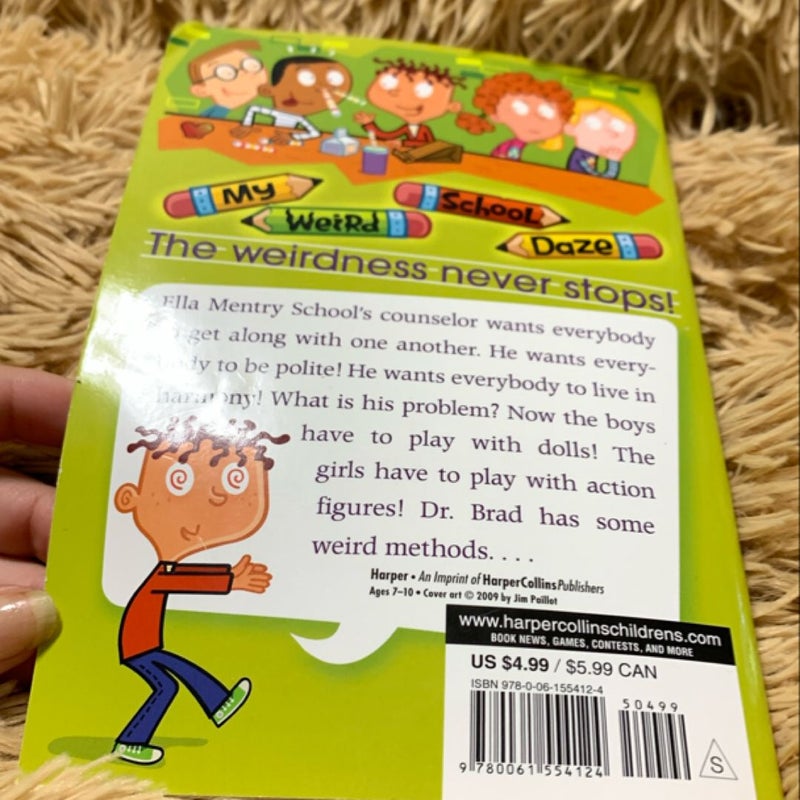 My
School
Weird
Daze
The weirdness never stops!
Ella Mentry School's counselor wants everybody
get along with one another. He wants every-
body to be polite! He wants everybody to live in
harmony! What is his problem? Now the boys
have to play with dolls! The
girls have to play with action
figures! Dr. Brad has some
weird methods. . . .
Harper • An Imprint of HarperCollinsPublishers
Ages 7–10 • Cover art © 2009 by Jim Paillot
www.harpercollinschildrens.com
BOOK NEWS, GAMES, CONTESTS, AND MORE
US $4.99 / $5.99 CAN
ISBN 978-0-06-155412-4
50499
9 780061 554124
S